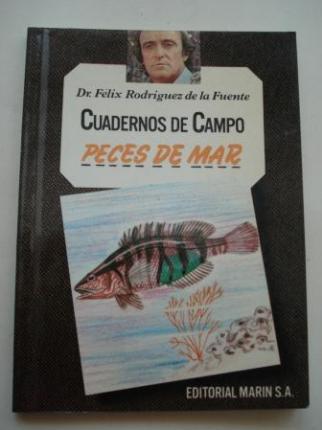 Dr. Félix Rodríguez de la Fuente
CUADERNOS DE CAMPO
PECES DE MAR
EDITORIAL MARIN S.A.